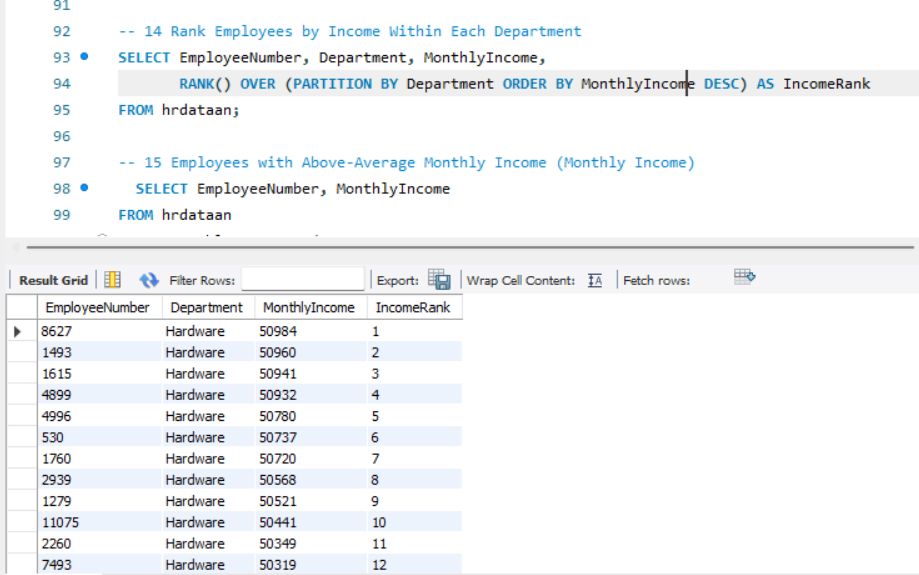 91
92 -- 14 Rank Employees by Income Within Each Department
93 SELECT EmployeeNumber, Department, MonthlyIncome,
94 RANK() OVER (PARTITION BY Department ORDER BY MonthlyIncome DESC) AS IncomeRank
95 FROM hrdataan;
96
97 -- 15 Employees with Above-Average Monthly Income (Monthly Income)
98 SELECT EmployeeNumber, MonthlyIncome
99 FROM hrdataan
Result Grid Filter Rows: Export: Wrap Cell Content: IA Fetch rows:
EmployeeNumber Department MonthlyIncome IncomeRank
8627 Hardware 50984 1
1493 Hardware 50960 2
1615 Hardware 50941 3
4899 Hardware 50932 4
4996 Hardware 50780 5
530 Hardware 50737 6
1760 Hardware 50720 7
2939 Hardware 50568 8
1279 Hardware 50521 9
11075 Hardware 50441 10
2260 Hardware 50349 11
7493 Hardware 50319 12